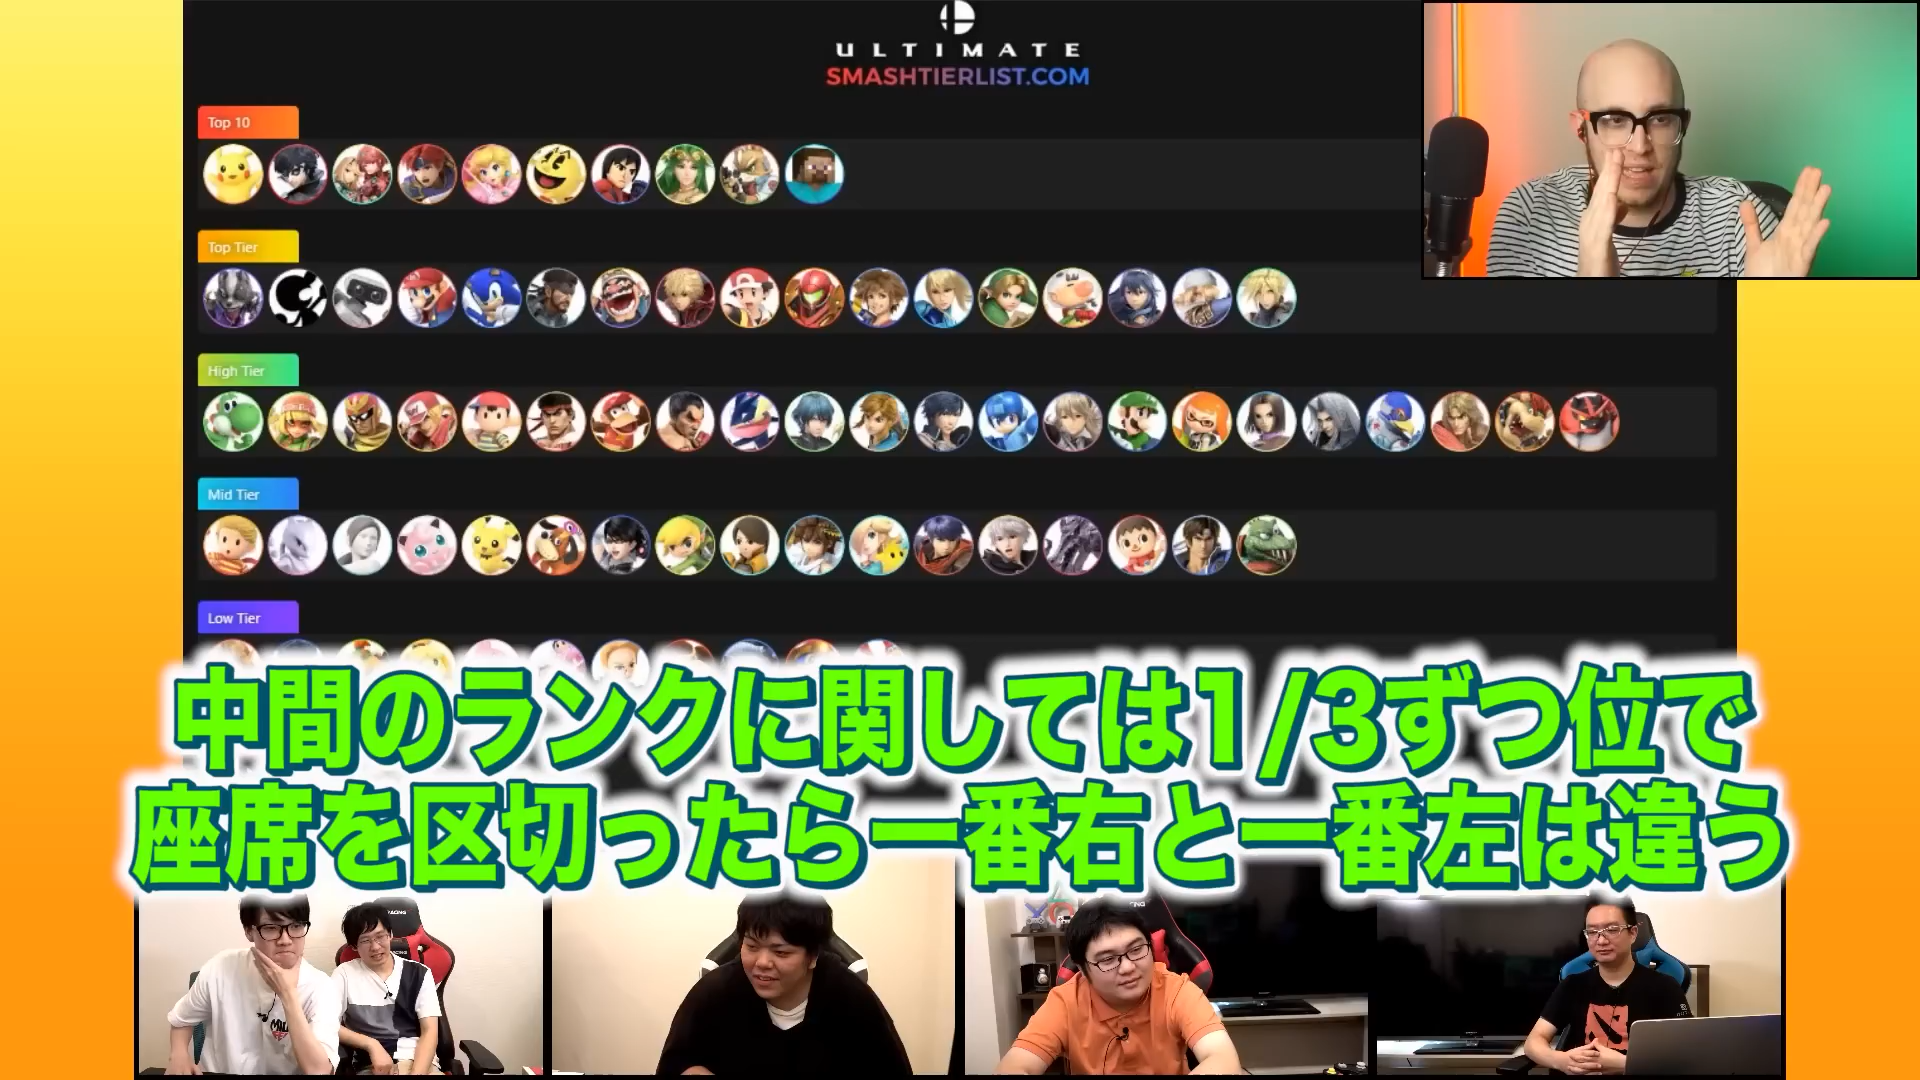 ULTIMATE
SMASHTIERLIST.COM
Top 10
Top Tier
High Tier
Mid Tier
Low Tier
中間のランクに関しては1/3ずつ位で
座席を区切ったら一番右と一番左は違う